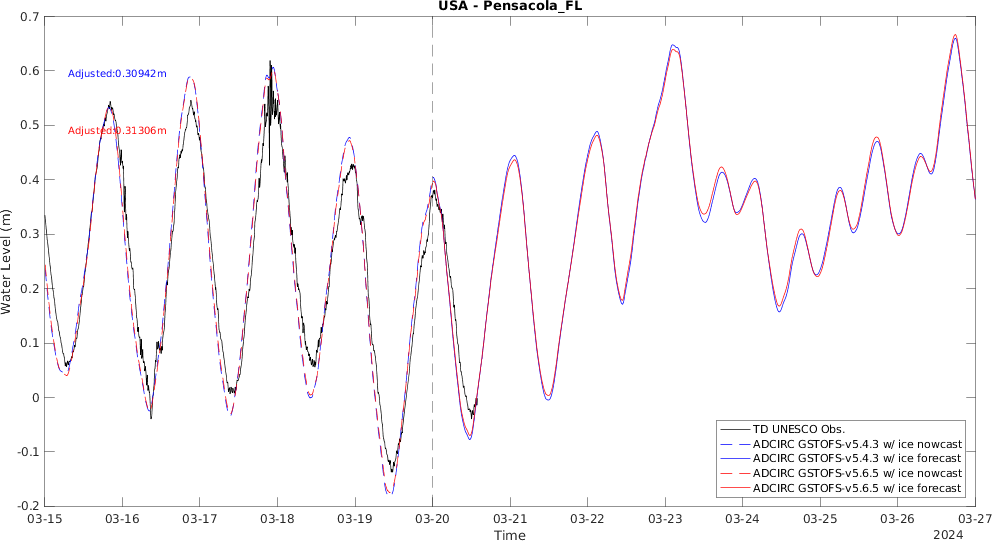 USA - Pensacola_FL
0.7
0.6
0.5
0.4
0.3
0.2
0.1
0
-0.1
-0.2
Water Level (m)
Adjusted:0.30942m
Adjusted:0.31306m
TD UNESCO Obs.
ADCIRC GSTOFS-v5.4.3 w/ ice nowcast
ADCIRC GSTOFS-v5.4.3 w/ ice forecast
ADCIRC GSTOFS-v5.6.5 w/ ice nowcast
ADCIRC GSTOFS-v5.6.5 w/ ice forecast
03-15 03-16 03-17 03-18 03-19 03-20 03-21 03-22 03-23 03-24 03-25 03-26 03-27
Time
2024